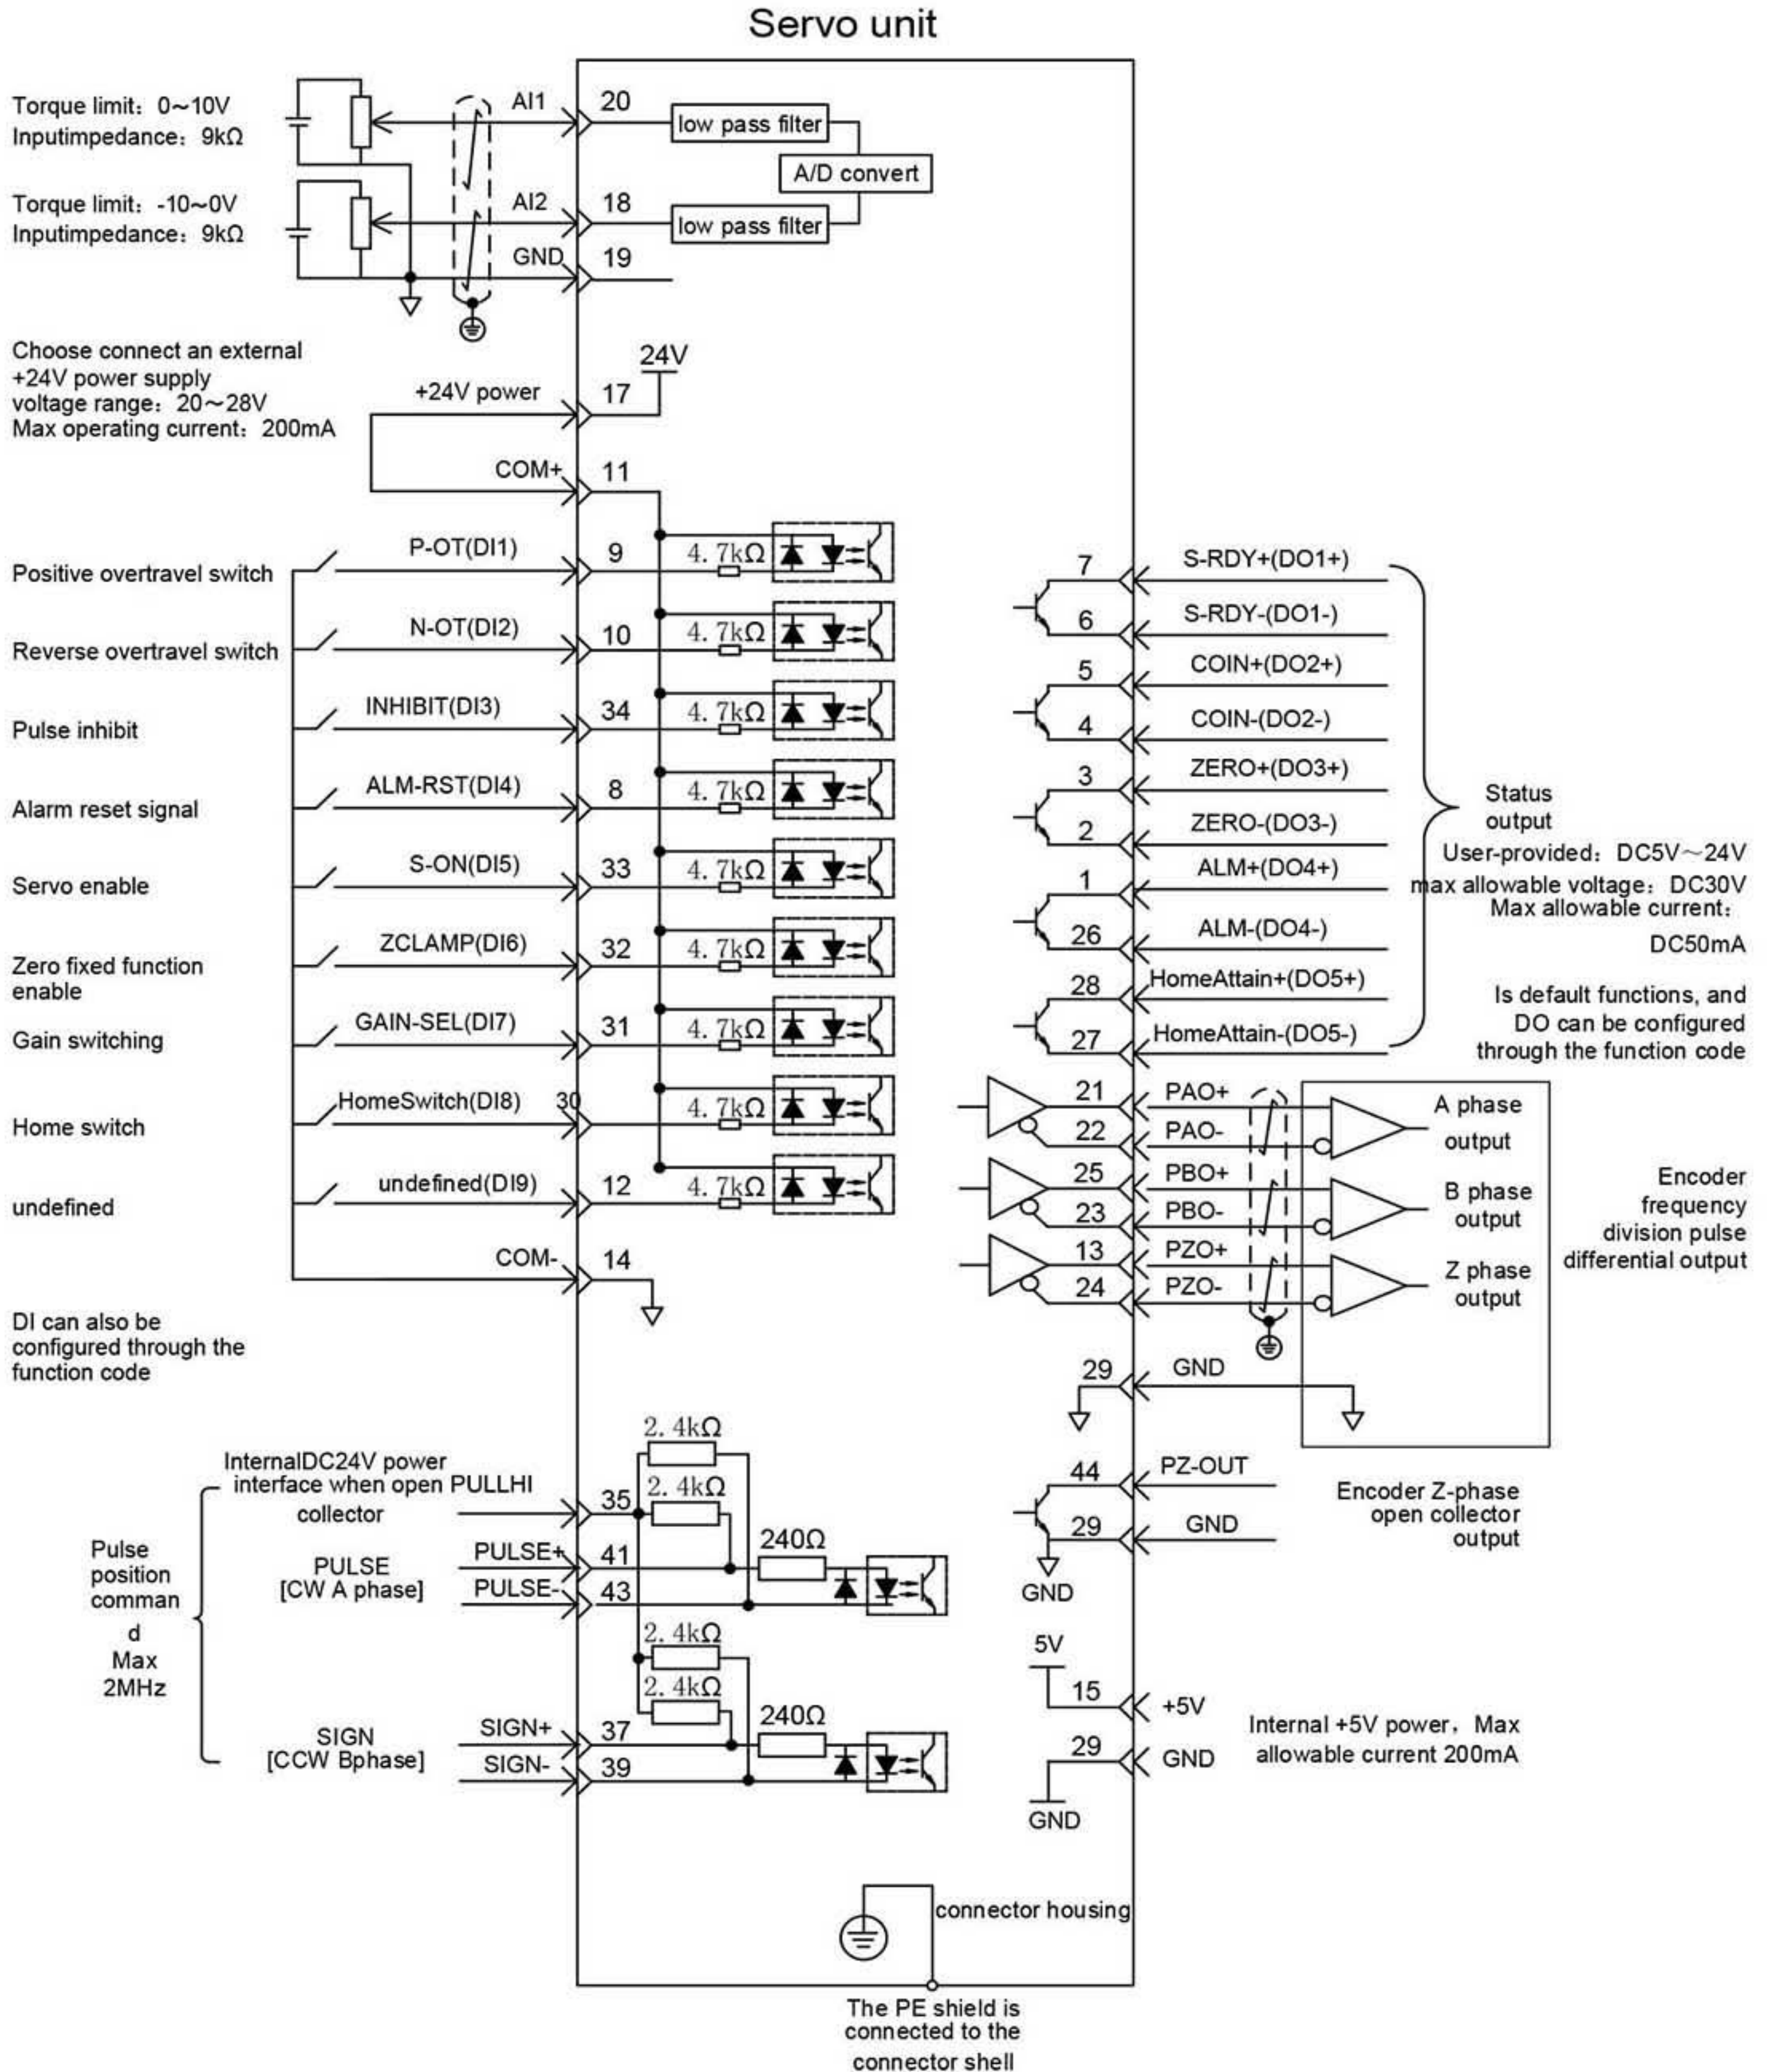 Servo unit
Torque limit：0~10V
Inputimpedance：9kΩ
AI1
20
low pass filter
A/D convert
Torque limit：-10~0V
Inputimpedance：9kΩ
AI2
18
low pass filter
GND
19
Choose connect an external
+24V power supply
voltage range：20～28V
Max operating current：200mA
24V
+24V power
17
COM+
11
Positive overtravel switch
P-OT(DI1)
9
4.7kΩ
Reverse overtravel switch
N-OT(DI2)
10
4.7kΩ
Pulse inhibit
INHIBIT(DI3)
34
4.7kΩ
Alarm reset signal
ALM-RST(DI4)
8
4.7kΩ
Servo enable
S-ON(DI5)
33
4.7kΩ
Zero fixed function
enable
ZCLAMP(DI6)
32
4.7kΩ
Gain switching
GAIN-SEL(DI7)
31
4.7kΩ
Home switch
HomeSwitch(DI8)
30
4.7kΩ
undefined
undefined(DI9)
12
4.7kΩ
COM-
14
DI can also be
configured through the
function code
7
S-RDY+(DO1+)
6
S-RDY-(DO1-)
5
COIN+(DO2+)
4
COIN-(DO2-)
3
ZERO+(DO3+)
2
ZERO-(DO3-)
1
ALM+(DO4+)
26
ALM-(DO4-)
28
HomeAttain+(DO5+)
27
HomeAttain-(DO5-)
Status
output
User-provided：DC5V～24V
max allowable voltage：DC30V
Max allowable current：
DC50mA
Is default functions, and
DO can be configured
through the function code
21
PAO+
22
PAO-
A phase
output
25
PBO+
23
PBO-
B phase
output
13
PZO+
24
PZO-
Z phase
output
Encoder
frequency
division pulse
differential output
29
GND
44
PZ-OUT
29
GND
GND
Encoder Z-phase
open collector
output
5V
15
+5V
29
GND
GND
Internal +5V power，Max
allowable current 200mA
InternalDC24V power
interface when open PULLHI
collector
35
2.4kΩ
2.4kΩ
Pulse
position
comman
d
Max
2MHz
PULSE
[CW A phase]
PULSE+
41
240Ω
PULSE-
43
2.4kΩ
2.4kΩ
SIGN
[CCW Bphase]
SIGN+
37
240Ω
SIGN-
39
connector housing
The PE shield is
connected to the
connector shell